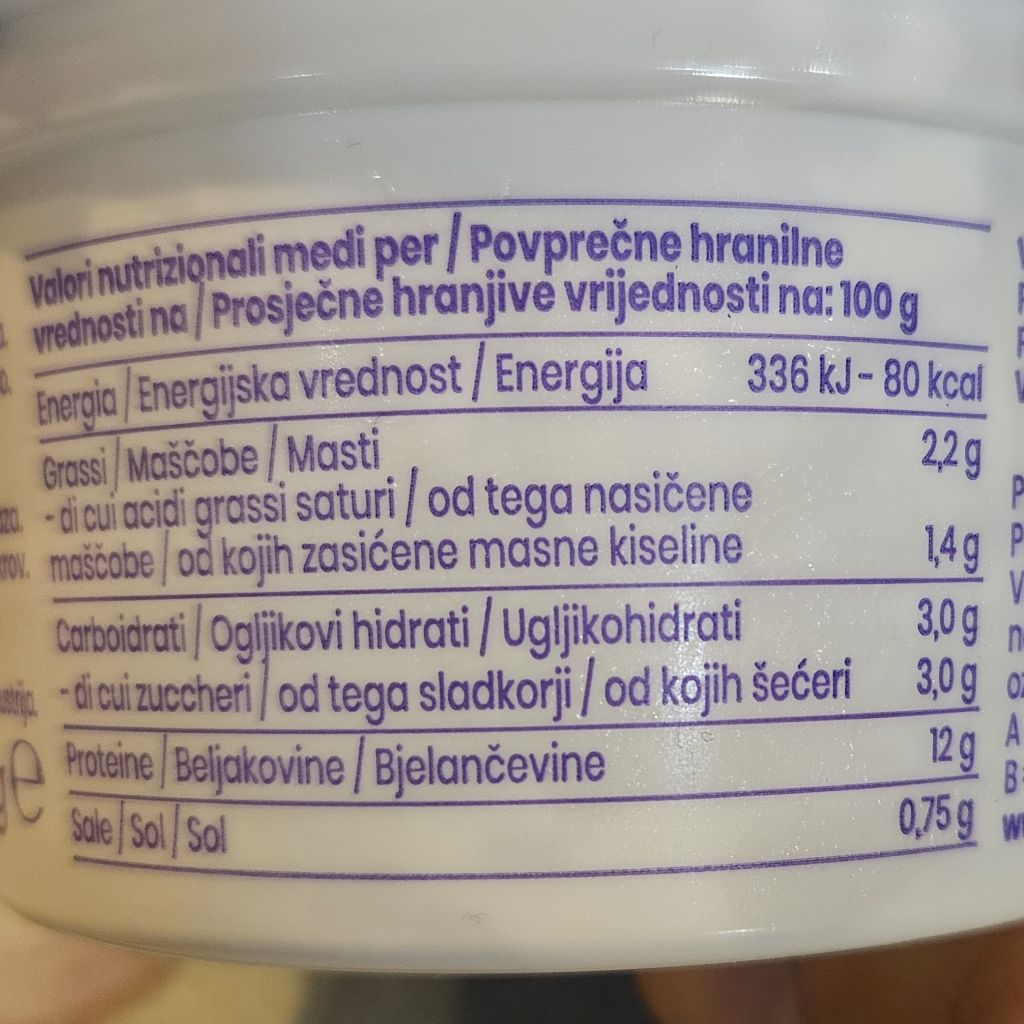 Valori nutrizionali medi per / Povprečne hranilne
vrednosti na / Prosječne hranjive vrijednosti na: 100 g
Energia / Energijska vrednost / Energija 336 kJ - 80 kcal
Grassi / Maščobe / Masti 2,2 g
- di cui acidi grassi saturi / od tega nasičene
maščobe / od kojih zasićene masne kiseline 1,4 g
Carboidrati / Ogljikovi hidrati / Ugljikohidrati 3,0 g
- di cui zuccheri / od tega sladkorji / od kojih šećeri 3,0 g
Proteine / Beljakovine / Bjelančevine 12 g
Sale / Sol / Sol 0,75 g